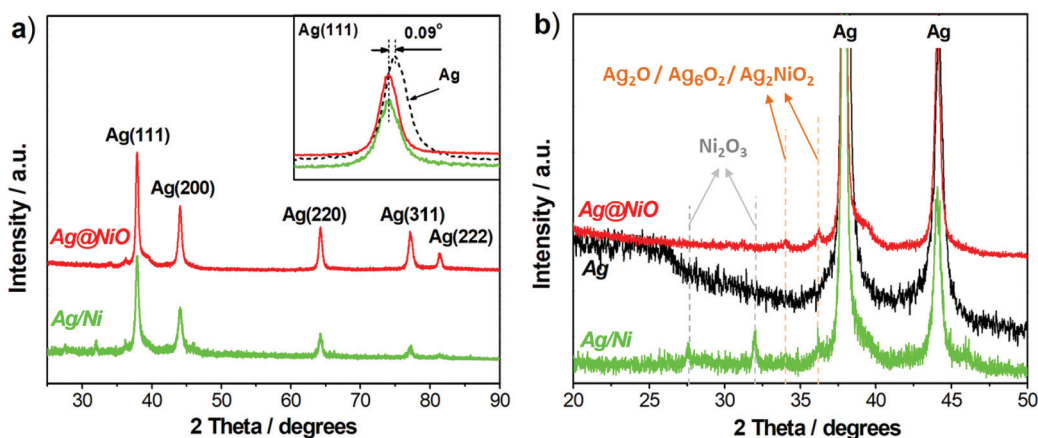 a)
Ag(111)
0.09°
Ag
Ag(111)
Ag(200)
Ag(220)
Ag(311)
Ag(222)
Ag@NiO
Ag/Ni
Intensity / a.u.
30 40 50 60 70 80 90
2 Theta / degrees
b)
Ag Ag
Ag₂O / Ag₆O₂/ Ag₂NiO₂
Ni₂O₃
Ag@NiO
Ag
Ag/Ni
Intensity / a.u.
20 25 30 35 40 45 50
2 Theta / degrees